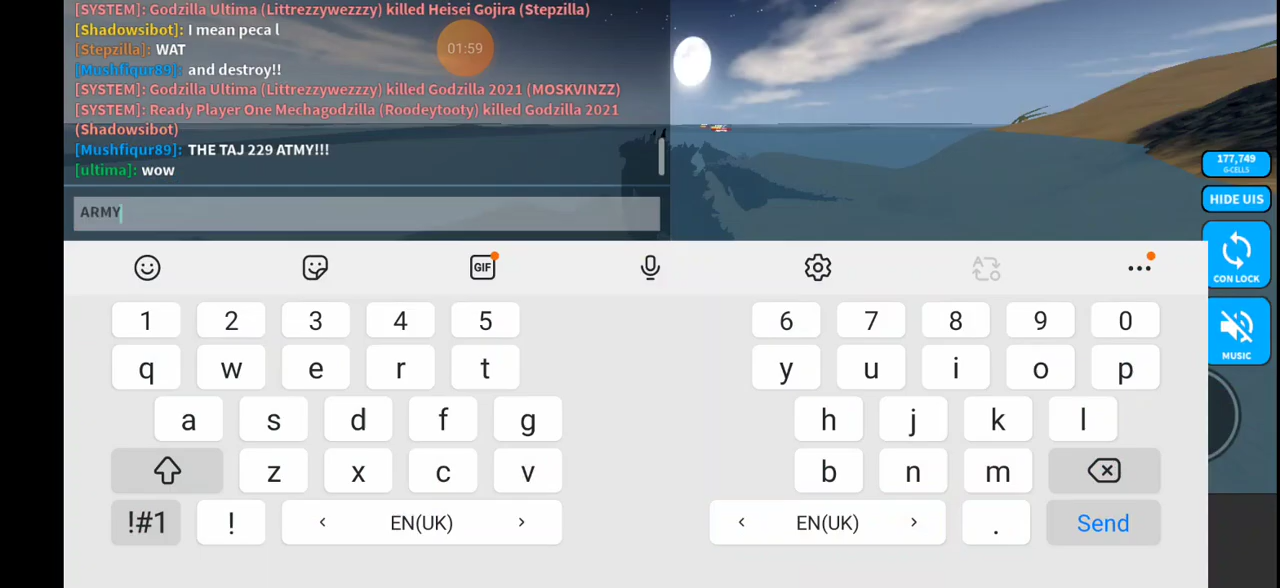 [SYSTEM]: Godzilla Ultima (Littrezzywezzzy) killed Heisei Gojira (Stepzilla)
[Shadowsibot]: I mean peca l
[Stepzilla]: WAT
01:59
[Mushfiqur89]: and destroy!!
[SYSTEM]: Godzilla Ultima (Littrezzywezzzy) killed Godzilla 2021 (MOSKVINZZ)
[SYSTEM]: Ready Player One Mechagodzilla (Roodeytooty) killed Godzilla 2021
(Shadowsibot)
[Mushfiqur89]: THE TAJ 229 ATMY!!!
[ultima]: wow
ARMY
177,749
G-CELLS
HIDE UIS
CON LOCK
MUSIC
GIF
1 2 3 4 5 6 7 8 9 0
q w e r t y u i o p
a s d f g h j k l
z x c v b n m
!#1 ! < EN(UK) > < EN(UK) > . Send